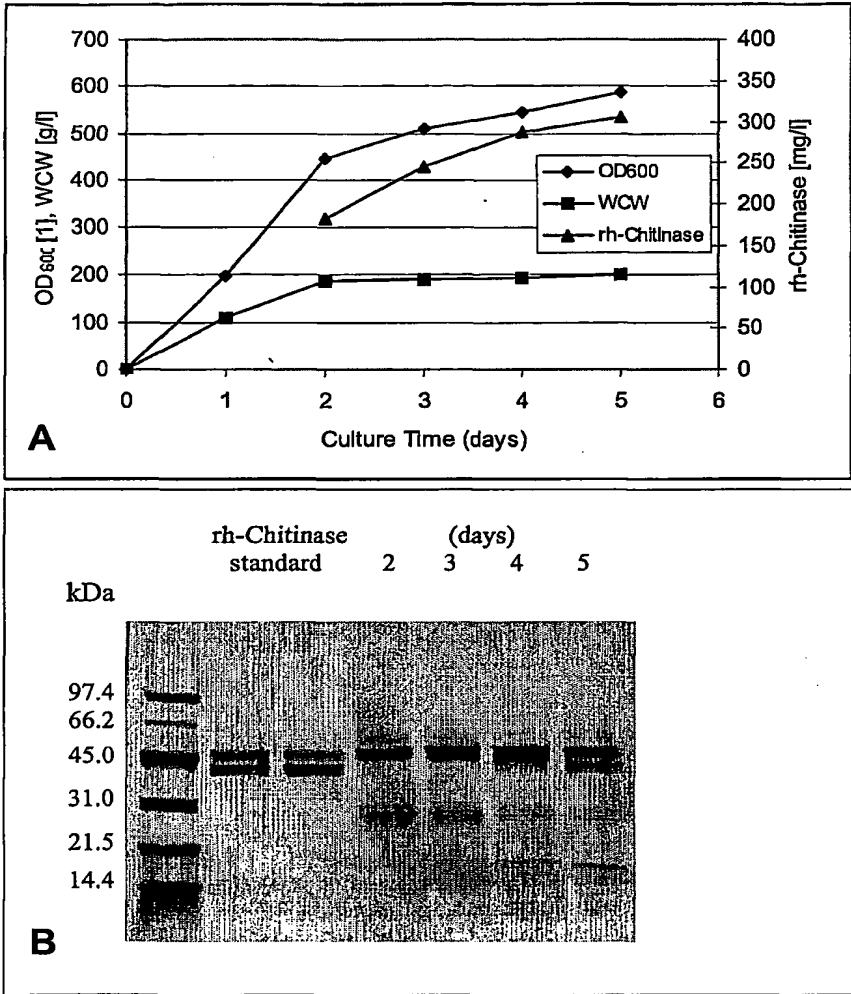 700
600
500
400
300
200
100
0
OD600 [1], WCW [g/l]
400
350
300
250
200
150
100
50
0
rh-Chitinase [mg/l]
OD600
WCW
rh-Chitinase
0 1 2 3 4 5 6
Culture Time (days)
A
rh-Chitinase (days)
standard 2 3 4 5
kDa
97.4
66.2
45.0
31.0
21.5
14.4
B